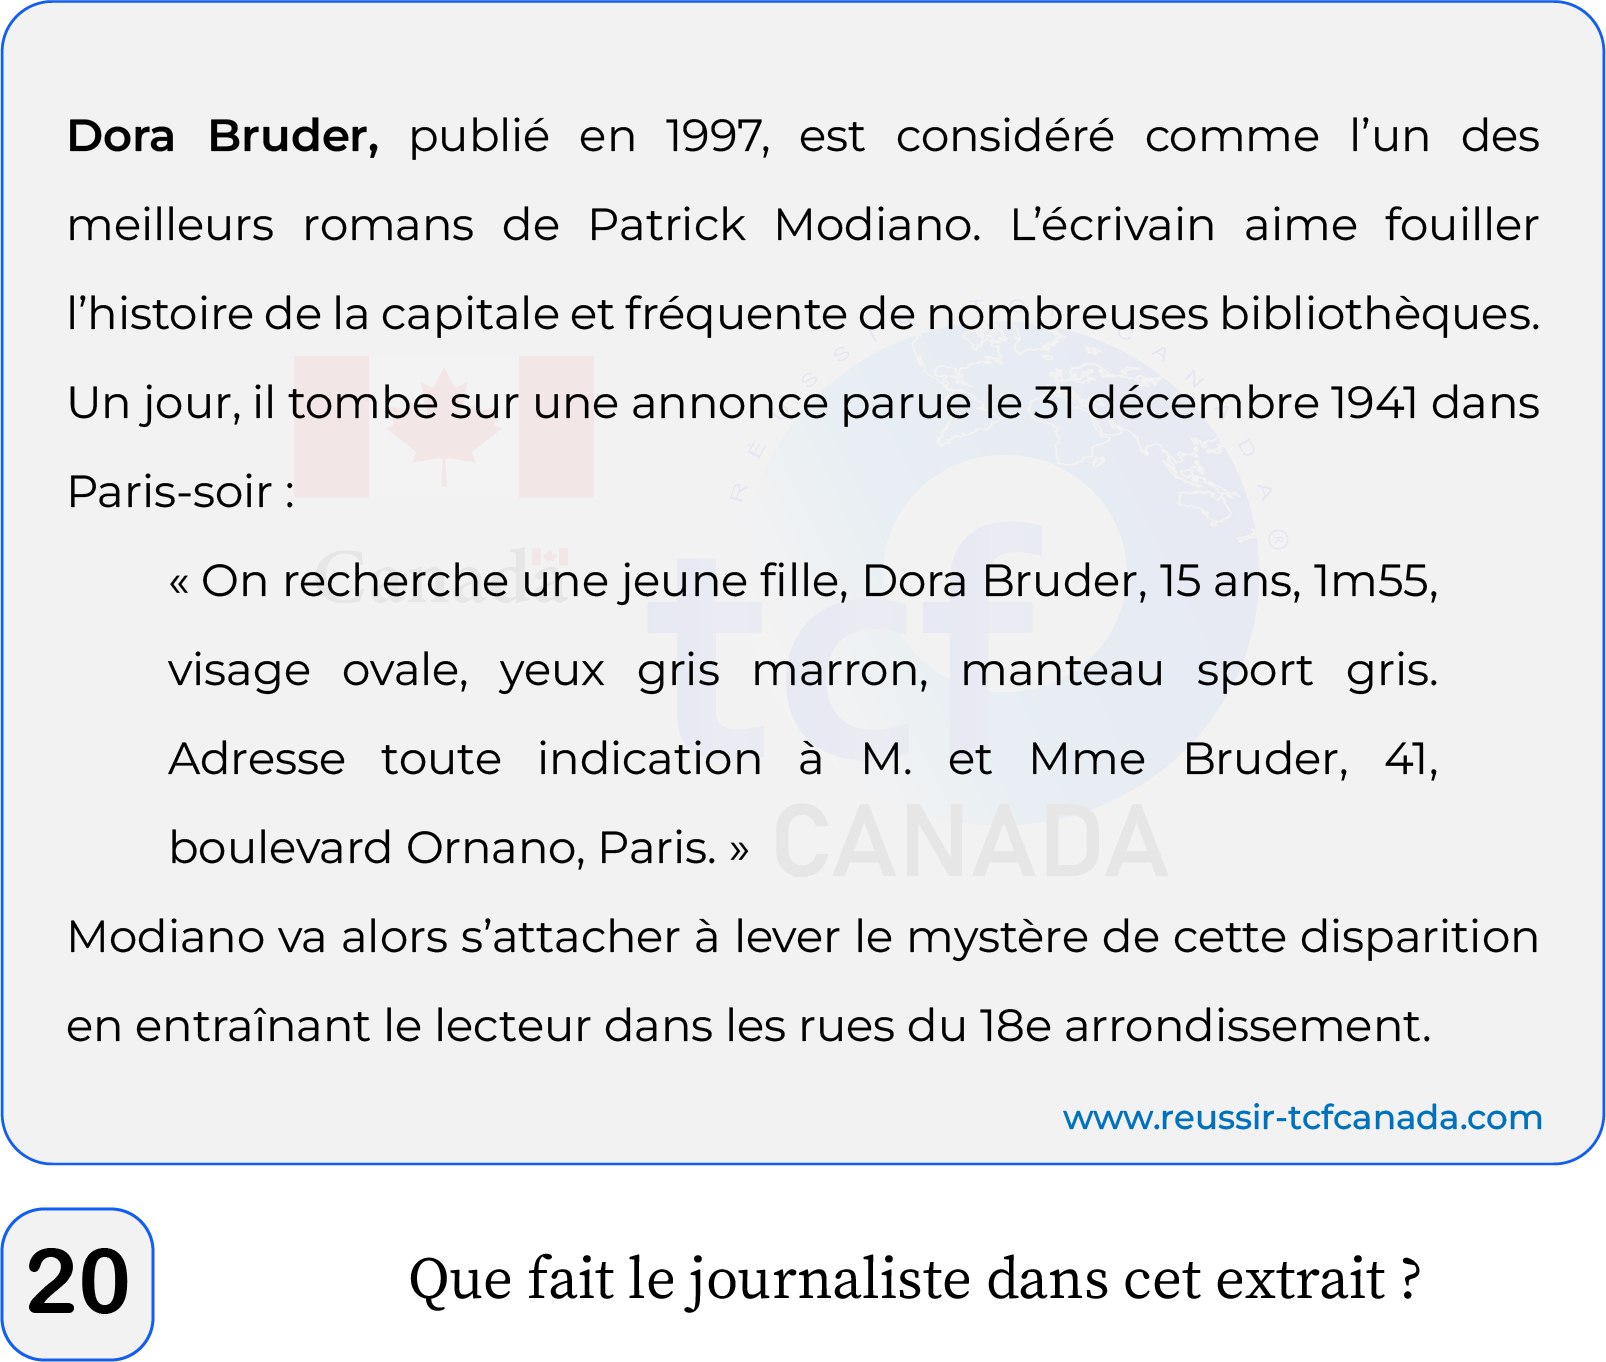 Dora Bruder, publié en 1997, est considéré comme l’un des
meilleurs romans de Patrick Modiano. L’écrivain aime fouiller
l’histoire de la capitale et fréquente de nombreuses bibliothèques.
Un jour, il tombe sur une annonce parue le 31 décembre 1941 dans
Paris-soir :
« On recherche une jeune fille, Dora Bruder, 15 ans, 1m55,
visage ovale, yeux gris marron, manteau sport gris.
Adresse toute indication à M. et Mme Bruder, 41,
boulevard Ornano, Paris. »
Modiano va alors s’attacher à lever le mystère de cette disparition
en entraînant le lecteur dans les rues du 18e arrondissement.
Canada
RÉUSSIR TCF CANADA ®
tcf
CANADA
www.reussir-tcfcanada.com
20
Que fait le journaliste dans cet extrait ?